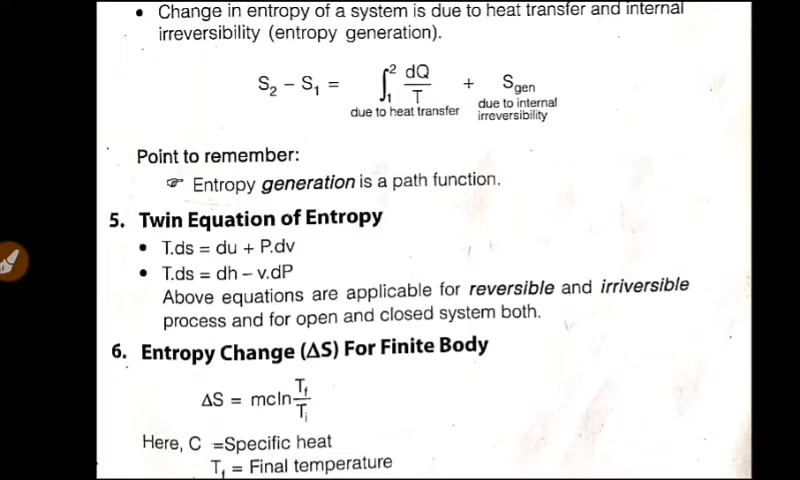 • Change in entropy of a system is due to heat transfer and internal
irreversibility (entropy generation).
S₂ − S₁ = ∫₁² dQ/T + Sgen
due to heat transfer due to internal
irreversibility
Point to remember:
☞ Entropy generation is a path function.
5. Twin Equation of Entropy
• T.ds = du + P.dv
• T.ds = dh – v.dP
Above equations are applicable for reversible and irriversible
process and for open and closed system both.
6. Entropy Change (ΔS) For Finite Body
ΔS = mcln Tf/Ti
Here, C =Specific heat
Tf = Final temperature